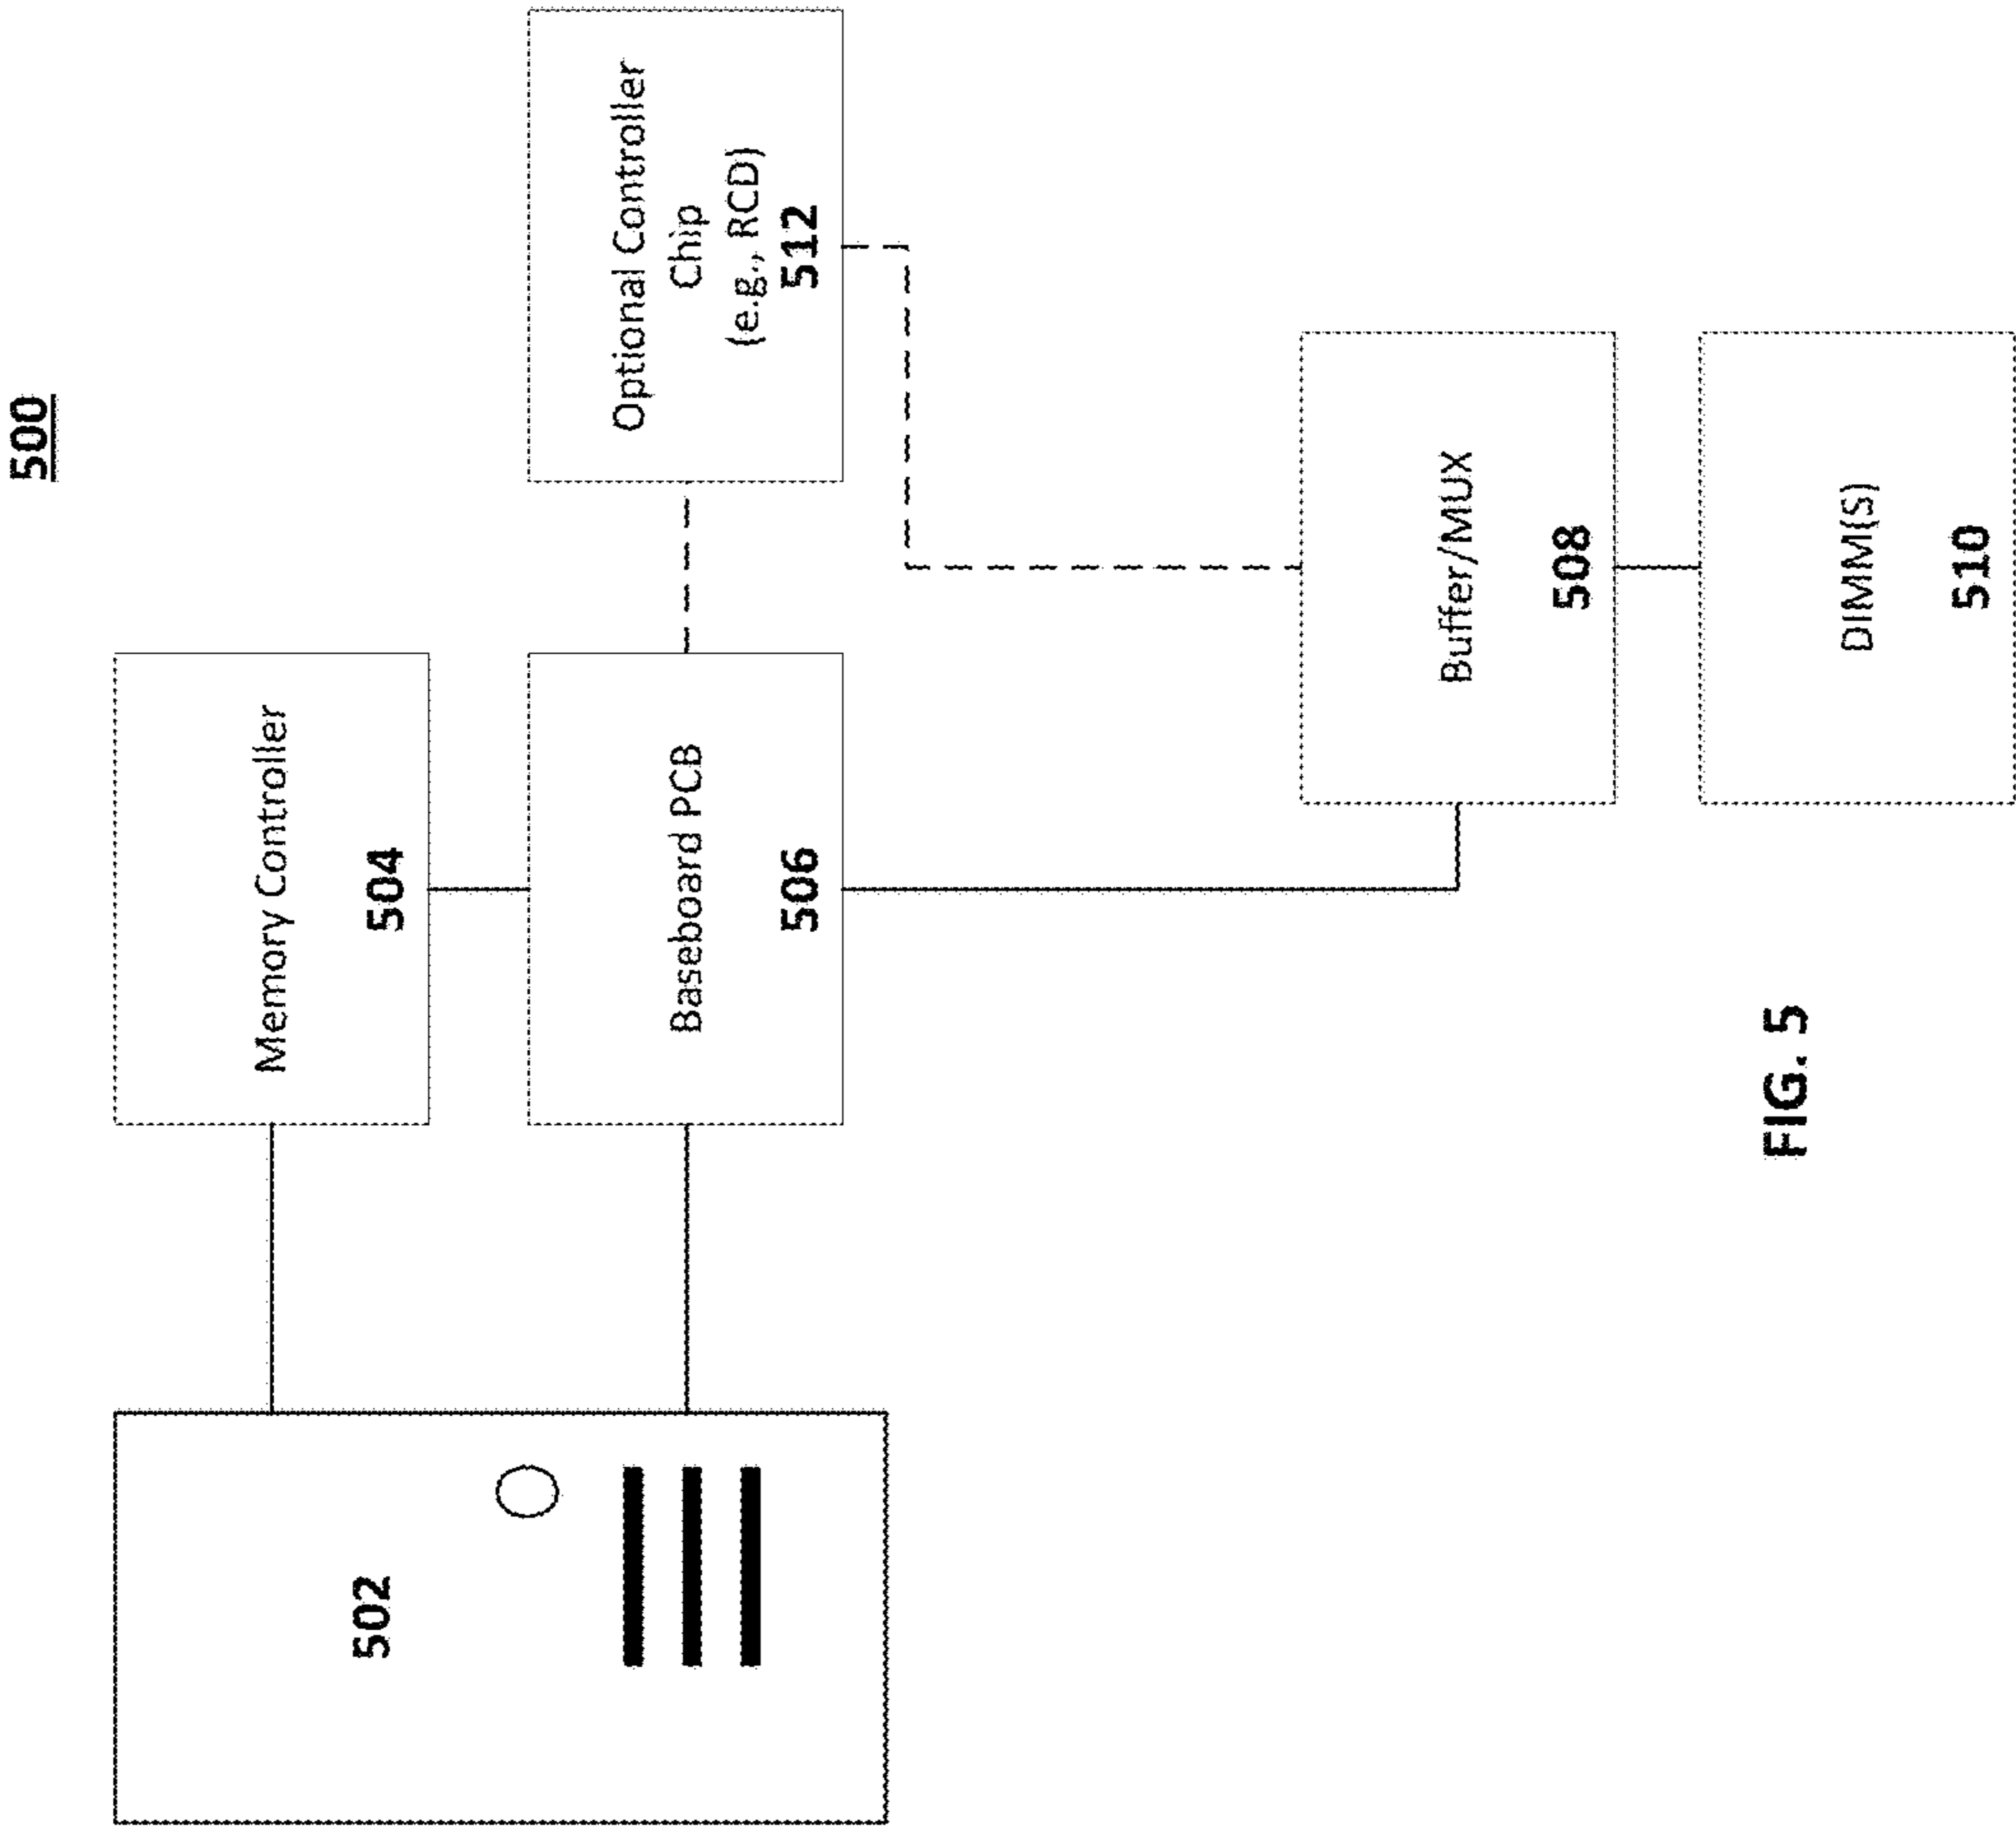 500
502
Memory Controller
504
Baseboard PCB
506
Optional Controller
Chip
(e.g., RCD)
512
Buffer/MUX
508
DIMM(S)
510
FIG. 5